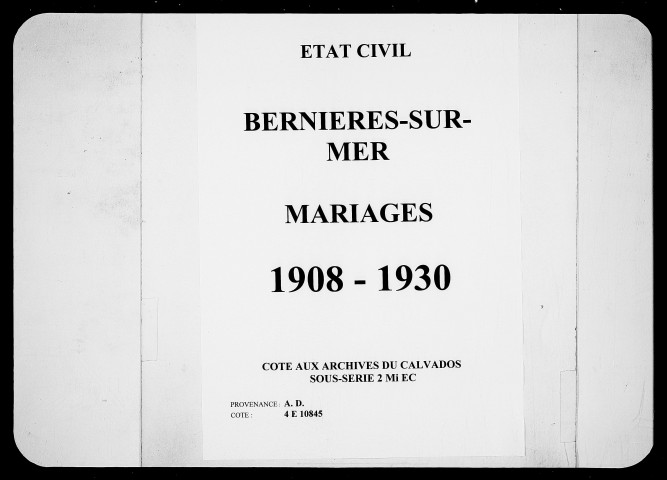 ETAT CIVIL
BERNIERES-SUR-
MER
MARIAGES
1908 - 1930
COTE AUX ARCHIVES DU CALVADOS
SOUS-SERIE 2 Mi EC
PROVENANCE: A. D.
COTE : 4 E 10845